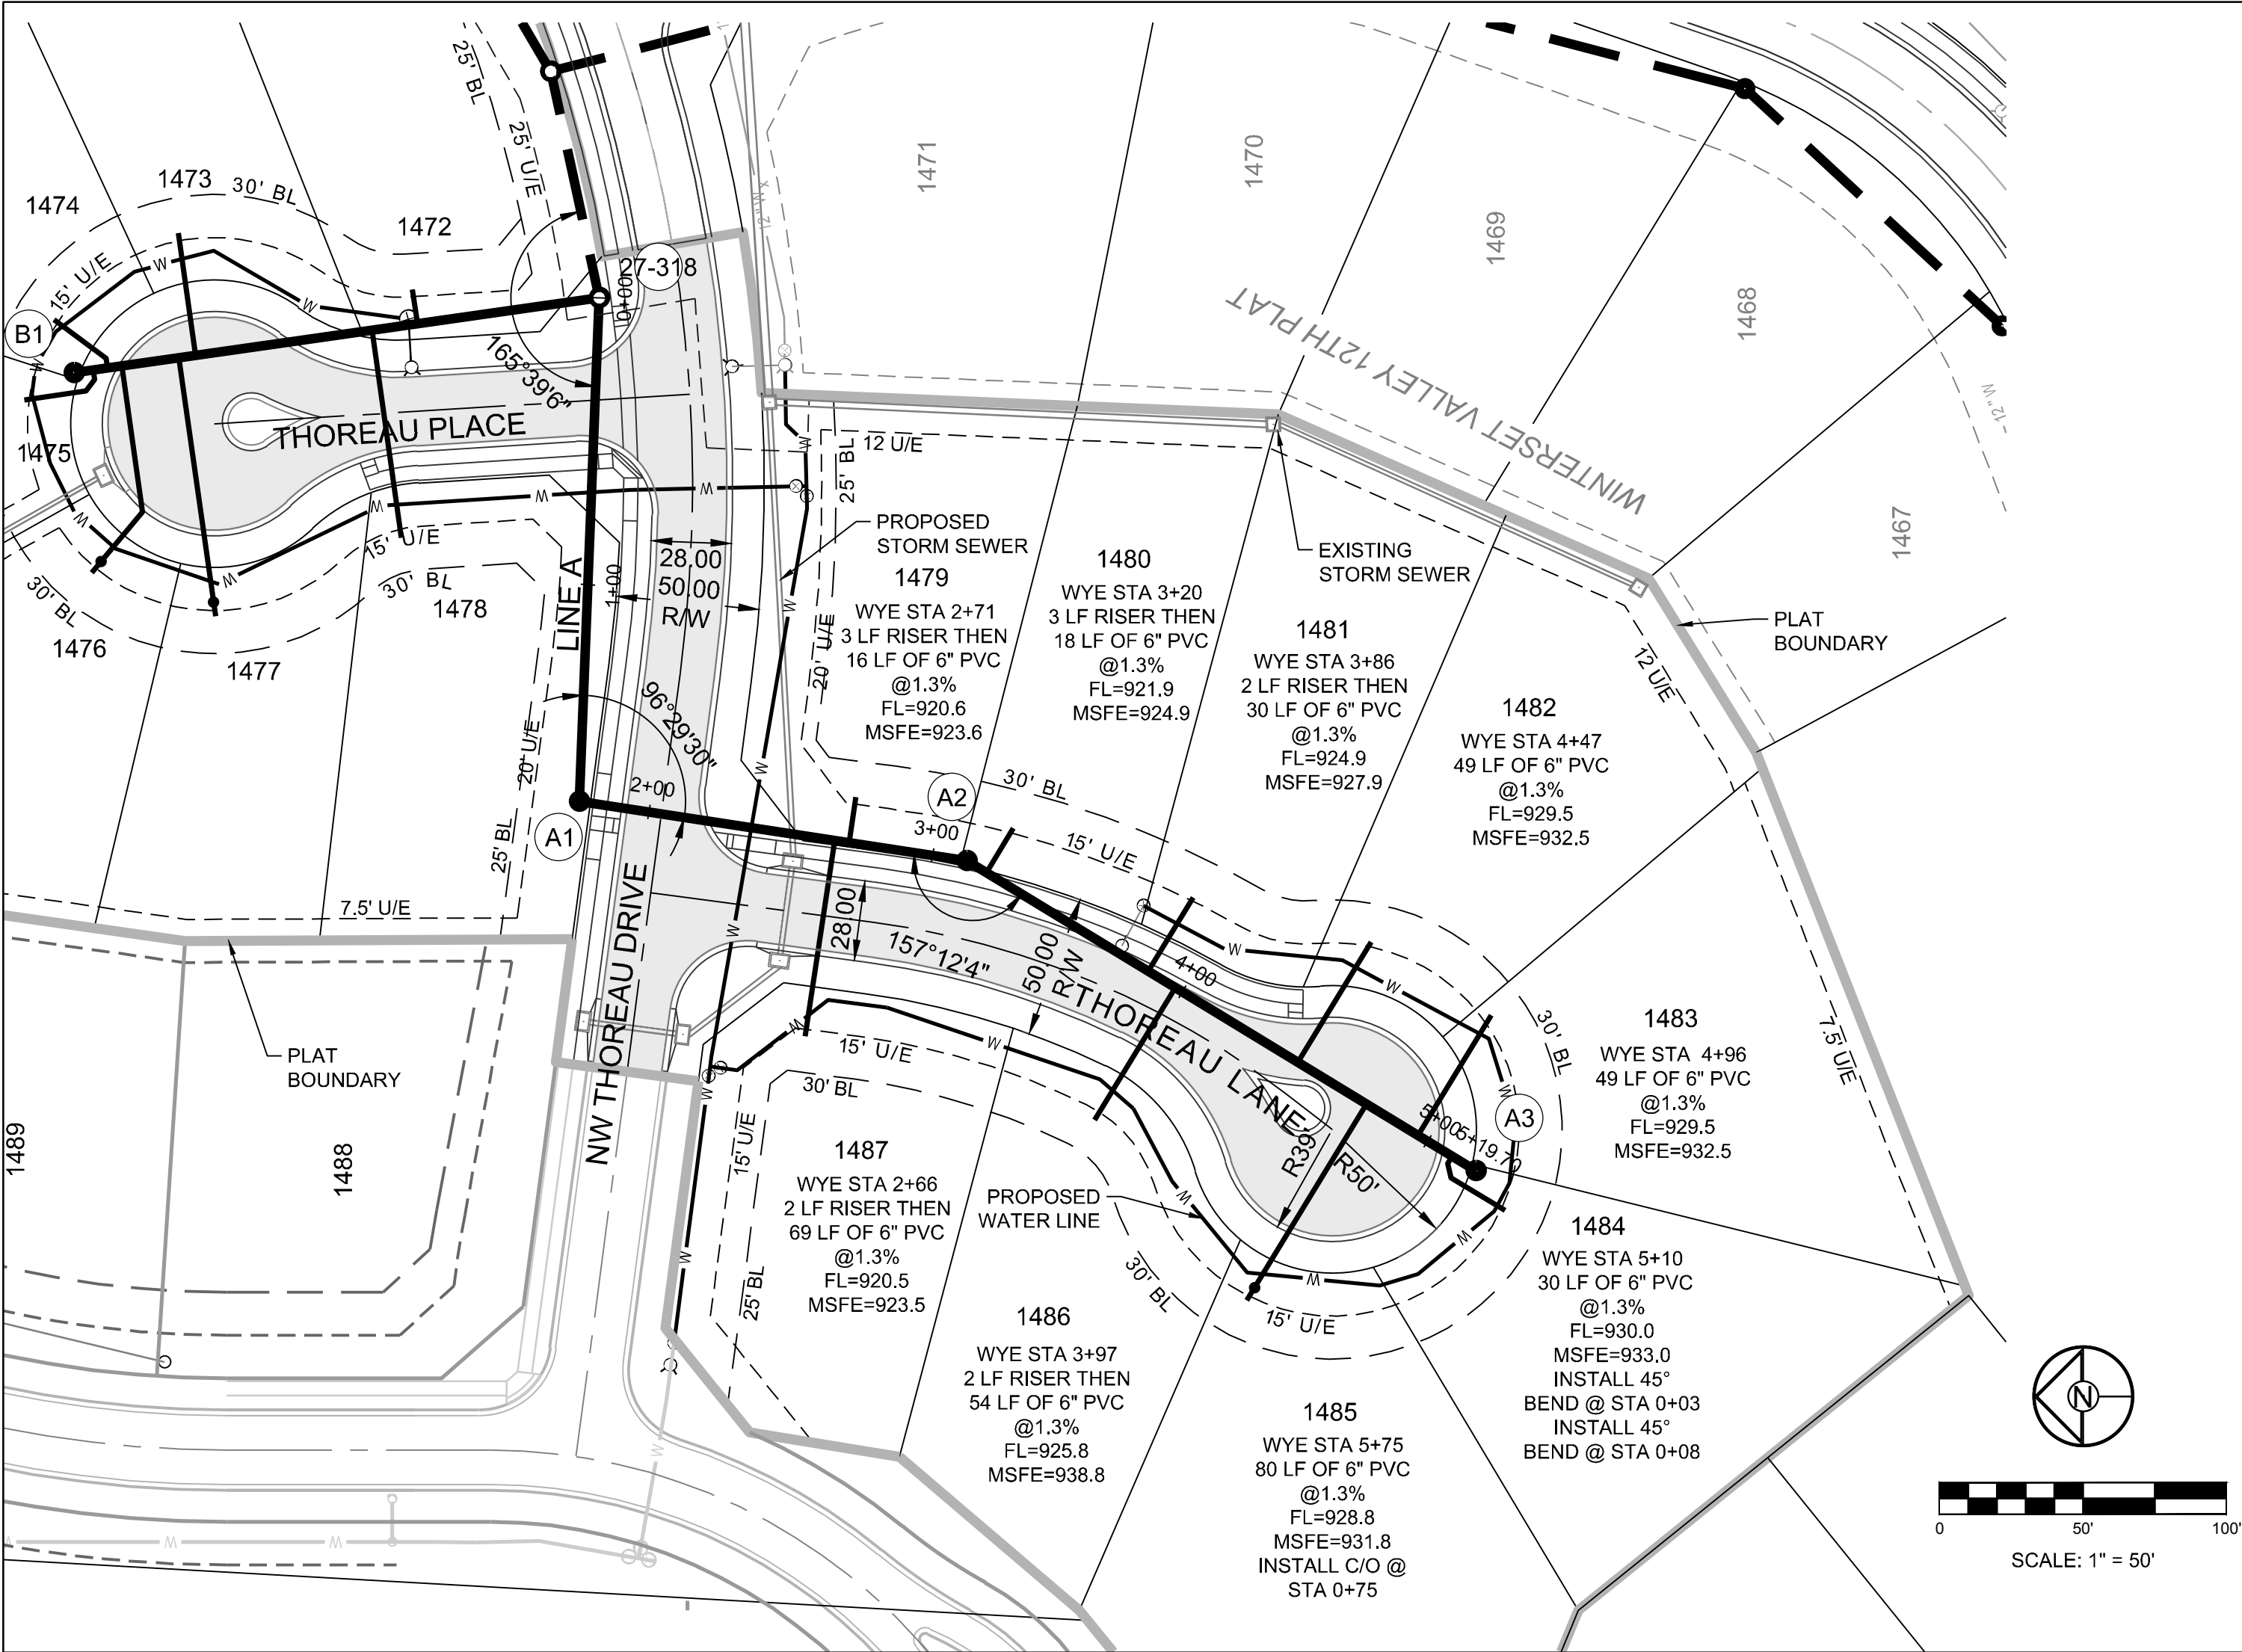 25' BL
25' U/E
12" W
1471
1470
1469
1468
1467
12" W
WINTERSET VALLEY 12TH PLAT
1474
1473
30' BL
1472
15' U/E
B1
1475
27-318
0+00
165°39'6"
THOREAU PLACE
W
W
W
W
W
W
W
W
W
15' U/E
30' BL
30' BL
1476
1477
1478
LINE A
1+00
28.00
50.00
R/W
12 U/E
25' BL
20' U/E
PROPOSED
STORM SEWER
EXISTING
STORM SEWER
PLAT
BOUNDARY
12 U/E
1479
WYE STA 2+71
3 LF RISER THEN
16 LF OF 6" PVC
@1.3%
FL=920.6
MSFE=923.6
1480
WYE STA 3+20
3 LF RISER THEN
18 LF OF 6" PVC
@1.3%
FL=921.9
MSFE=924.9
1481
WYE STA 3+86
2 LF RISER THEN
30 LF OF 6" PVC
@1.3%
FL=924.9
MSFE=927.9
1482
WYE STA 4+47
49 LF OF 6" PVC
@1.3%
FL=929.5
MSFE=932.5
96°29'30"
20' U/E
25' BL
2+00
A1
A2
3+00
30' BL
15' U/E
7.5' U/E
NW THOREAU DRIVE
28.00
157°12'4"
50.00
R/W
4+00
THOREAU LANE
W
W
W
W
W
W
W
W
W
W
W
W
W
W
R39'
R50'
5+00
5+19.70
A3
30' BL
7.5' U/E
1483
WYE STA 4+96
49 LF OF 6" PVC
@1.3%
FL=929.5
MSFE=932.5
PLAT
BOUNDARY
1489
1488
15' U/E
30' BL
15' U/E
25' BL
1487
WYE STA 2+66
2 LF RISER THEN
69 LF OF 6" PVC
@1.3%
FL=920.5
MSFE=923.5
PROPOSED
WATER LINE
30' BL
15' U/E
1486
WYE STA 3+97
2 LF RISER THEN
54 LF OF 6" PVC
@1.3%
FL=925.8
MSFE=938.8
1485
WYE STA 5+75
80 LF OF 6" PVC
@1.3%
FL=928.8
MSFE=931.8
INSTALL C/O @
STA 0+75
1484
WYE STA 5+10
30 LF OF 6" PVC
@1.3%
FL=930.0
MSFE=933.0
INSTALL 45°
BEND @ STA 0+03
INSTALL 45°
BEND @ STA 0+08
W
W
W
W
N
0
50'
100'
SCALE: 1" = 50'